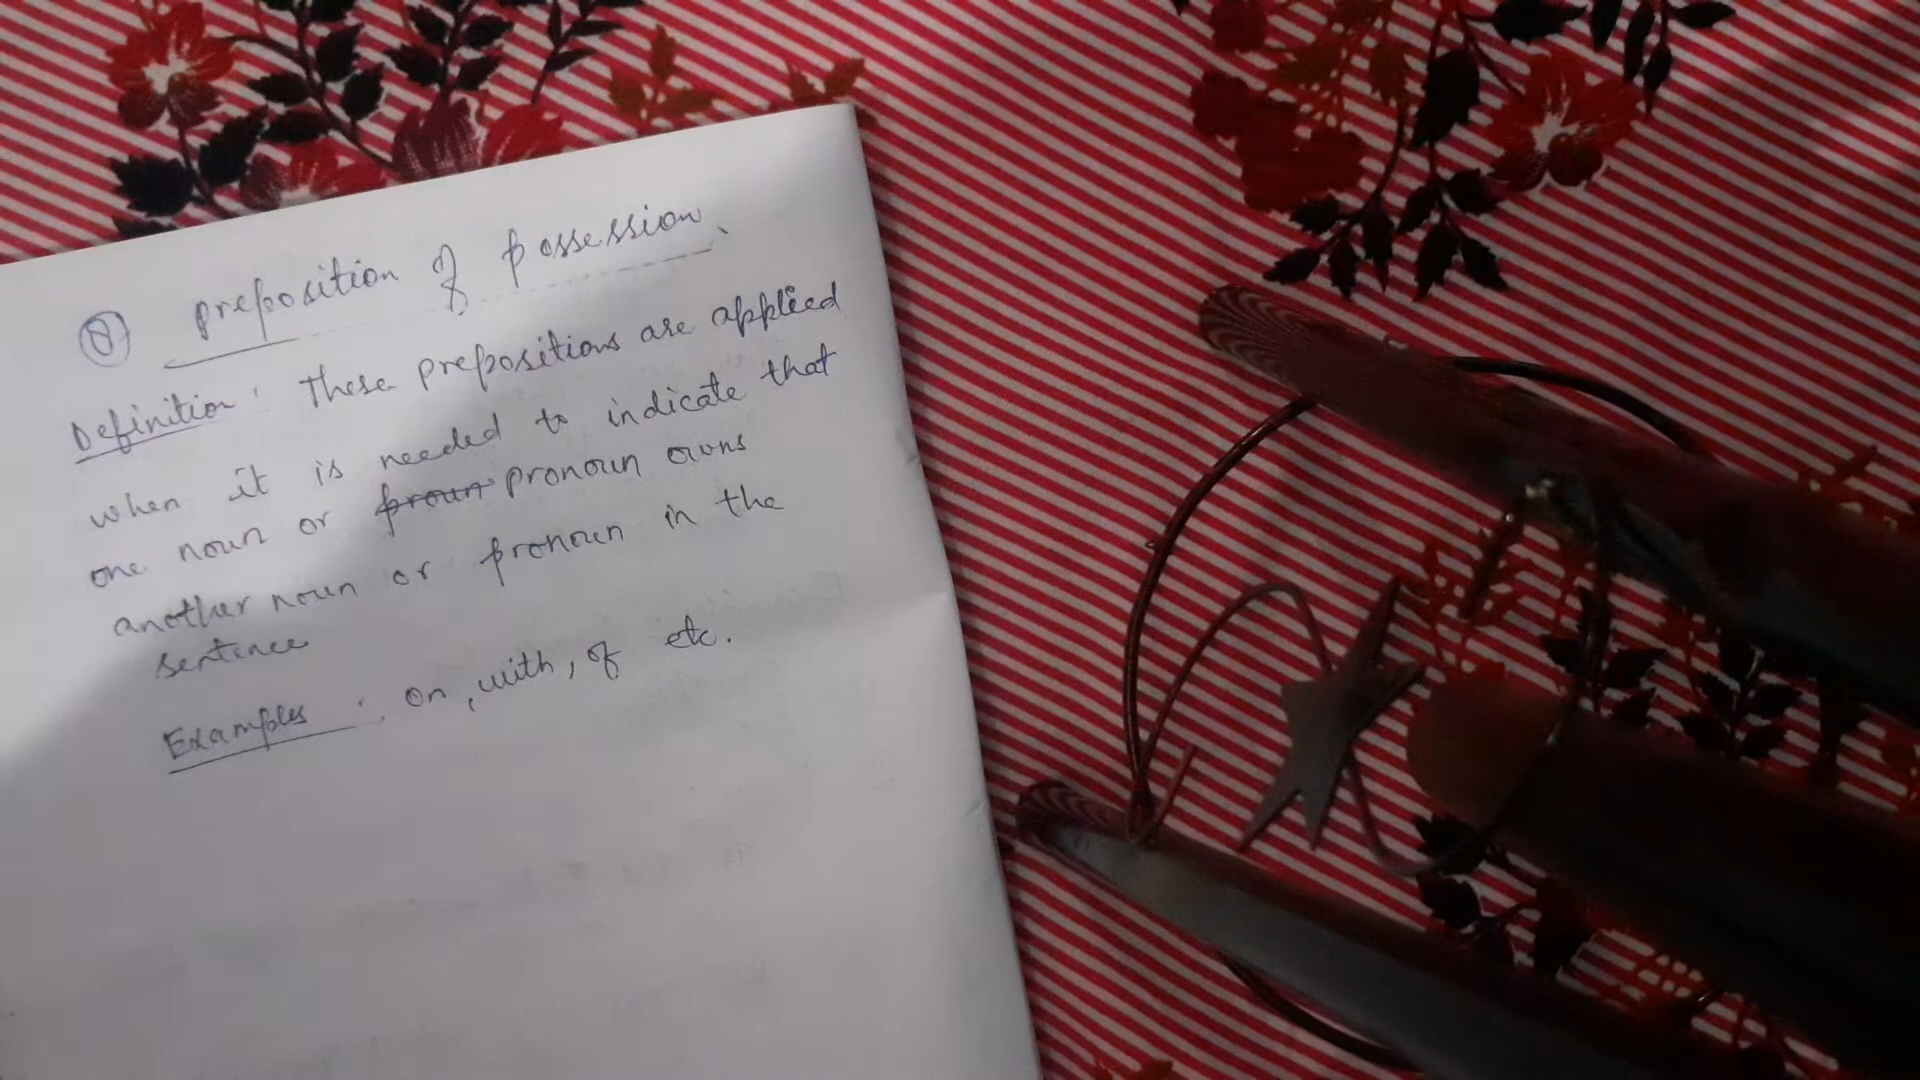 ⑧ preposition of possession.
Definition: These prepositions are applied
when it is needed to indicate that
one noun or proun pronoun owns
another noun or pronoun in the
sentence
Examples: on, with, of etc.